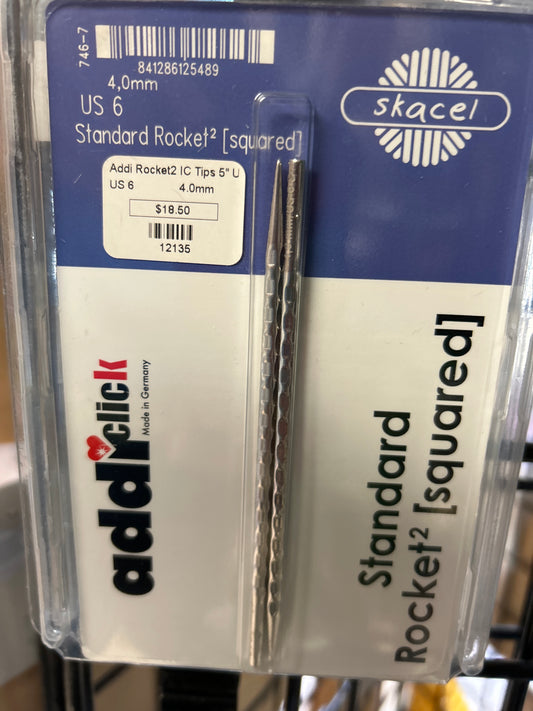 746-7
841286125489
4,0mm
US 6
Standard Rocket² [squared]
skacel
Addi Rocket2 IC Tips 5" U
US 6 4.0mm
$18.50
12135
addi click
Made in Germany
Standard
Rocket² [squared]